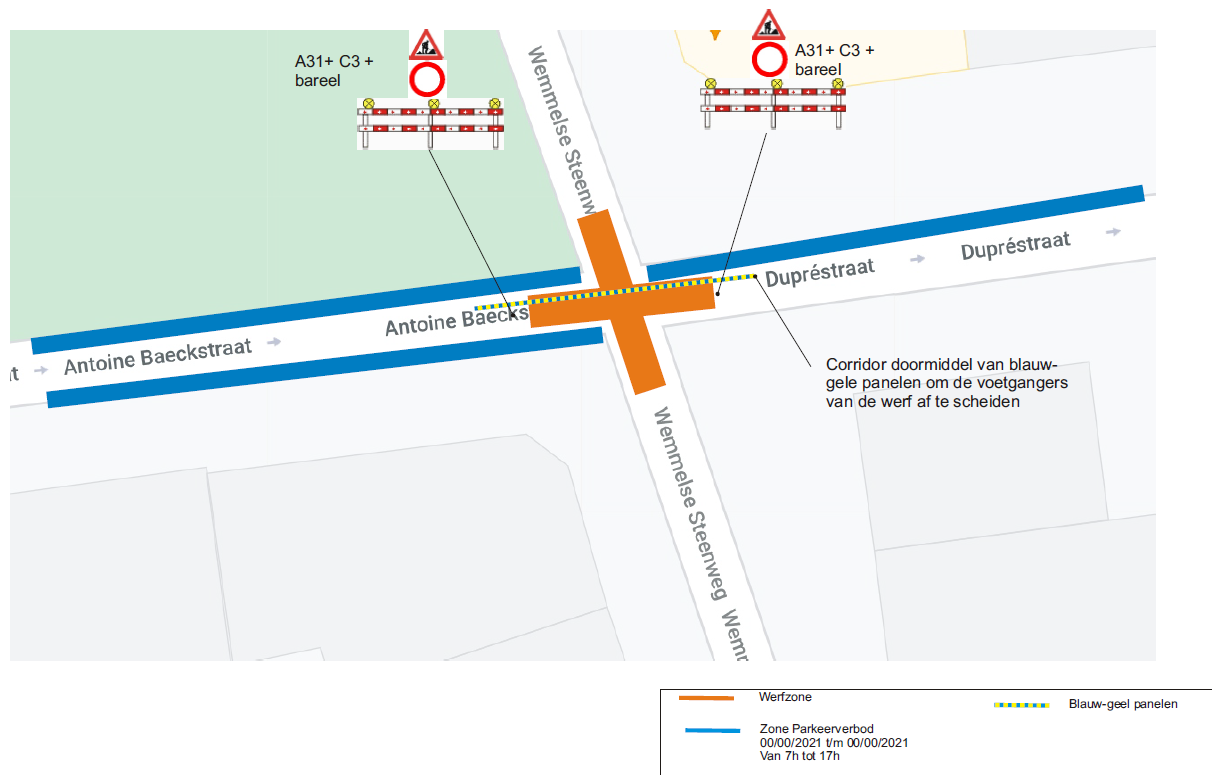 A31+ C3 +
bareel
A31+ C3 +
bareel
Wemmelse Steenw
Dupréstraat
Dupréstraat
Antoine Baecks
Antoine Baeckstraat
at
Corridor doormiddel van blauw-
gele panelen om de voetgangers
van de werf af te scheiden
Wemmelse Steenweg
Wemm
Werfzone
Blauw-geel panelen
Zone Parkeerverbod
00/00/2021 t/m 00/00/2021
Van 7h tot 17h